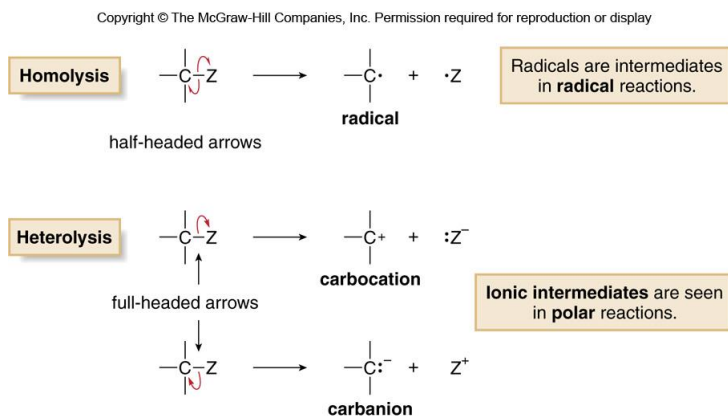 Copyright © The McGraw-Hill Companies, Inc. Permission required for reproduction or display
Homolysis
C Z
C· + ·Z
radical
half-headed arrows
Radicals are intermediates
in radical reactions.
Heterolysis
C Z
C+ + :Z⁻
carbocation
full-headed arrows
Ionic intermediates are seen
in polar reactions.
C Z
C:⁻ + Z⁺
carbanion